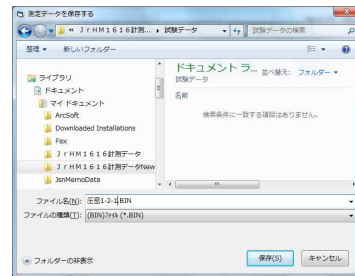 測定データを保存する
« JrHM1616計測... ▸ 試験データ
試験データの検索
整理 ▼ 新しいフォルダー
ライブラリ
ドキュメント
マイ ドキュメント
ArcSoft
Downloaded Installations
Fax
JrHM1616計測データ
JrHM1616計測データNew
JsnMemoData
ドキュメント ラ...
試験データ
並べ替え: フォルダー ▼
名前
検索条件に一致する項目はありません。
ファイル名(N): 圧密1-2-1.BIN
ファイルの種類(T): (BIN)ファイル (*.BIN)
フォルダーの非表示
保存(S)
キャンセル